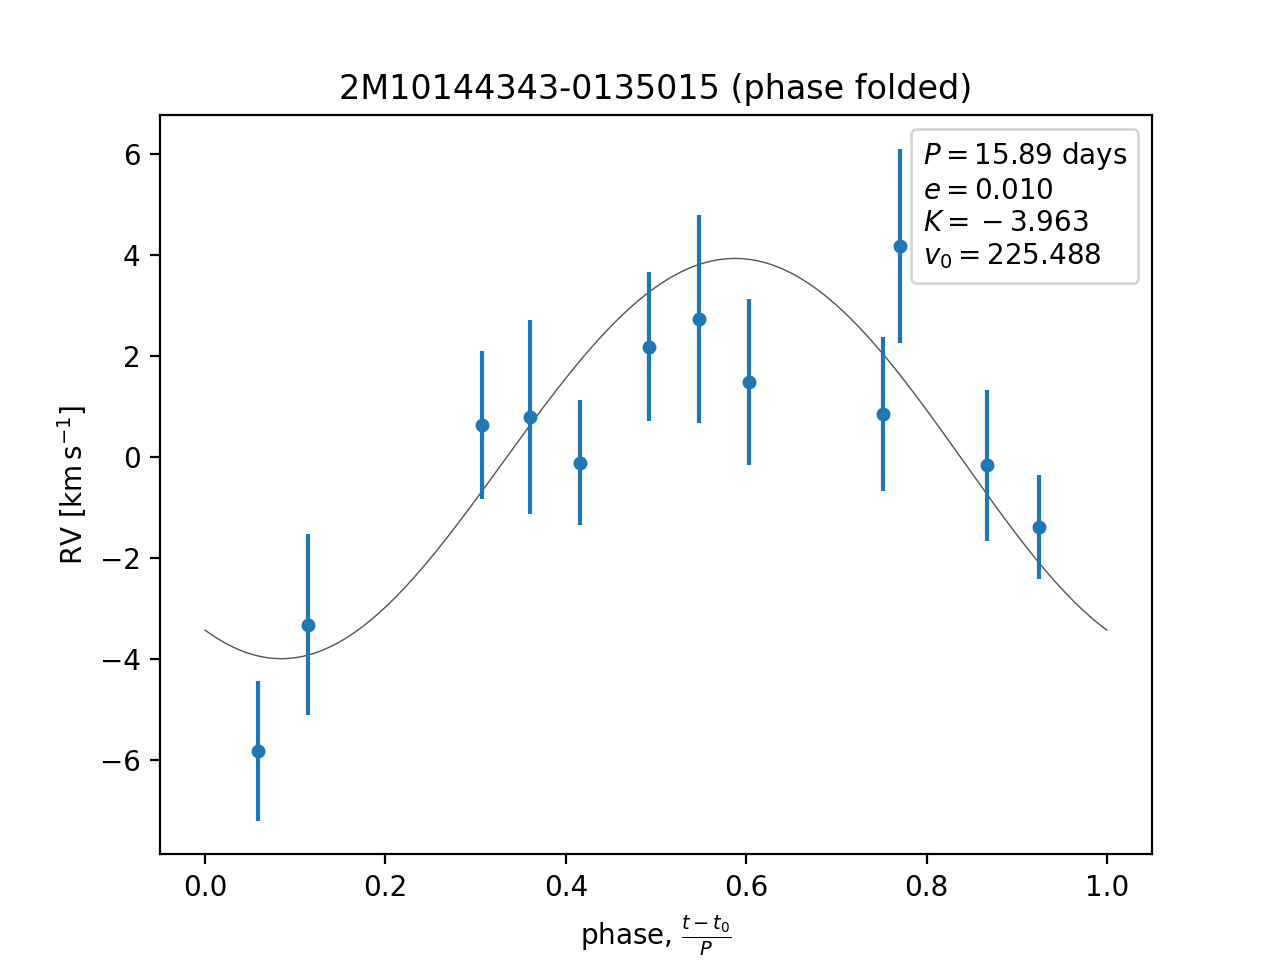 2M10144343-0135015 (phase folded)
P = 15.89 days
e = 0.010
K = −3.963
v₀ = 225.488
RV [km s⁻¹]
6
4
2
0
−2
−4
−6
0.0 0.2 0.4 0.6 0.8 1.0
phase, (t − t₀)/P